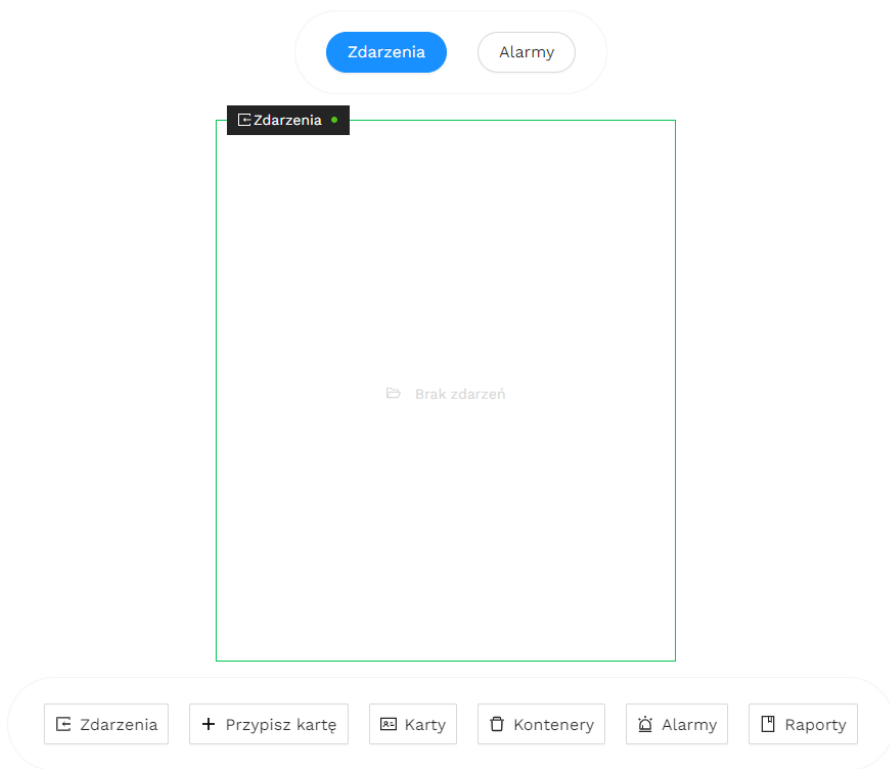 Zdarzenia Alarmy
Zdarzenia
Brak zdarzeń
Zdarzenia Przypisz kartę Karty Kontenery Alarmy Raporty